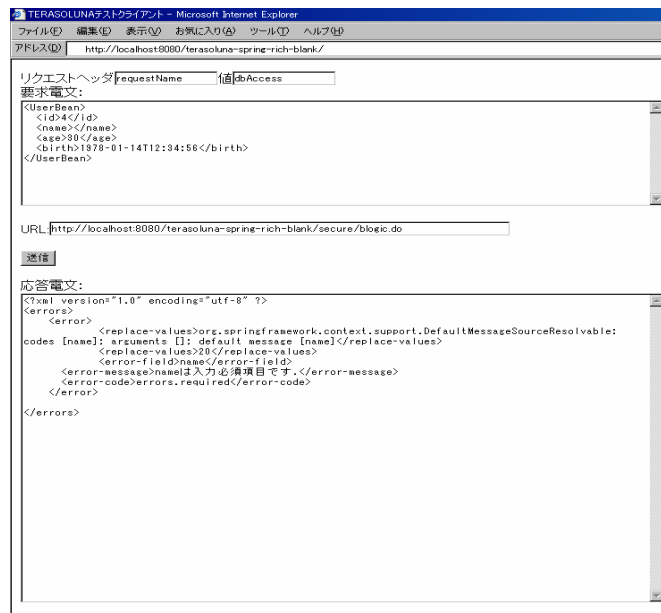 TERASOLUNAテストクライアント - Microsoft Internet Explorer
ファイル(F) 編集(E) 表示(V) お気に入り(A) ツール(T) ヘルプ(H)
アドレス(D) http://localhost:8080/terasoluna-spring-rich-blank/
リクエストヘッダ requestName 値 dbAccess
要求電文:
<UserBean>
<id>4</id>
<name></name>
<age>30</age>
<birth>1978-01-14T12:34:56</birth>
</UserBean>
URL: http://localhost:8080/terasoluna-spring-rich-blank/secure/blogic.do
送信
応答電文:
<?xml version="1.0" encoding="utf-8" ?>
<errors>
<error>
<replace-values>org.springframework.context.support.DefaultMessageSourceResolvable:
codes [name]; arguments []; default message [name]</replace-values>
<replace-values>20</replace-values>
<error-field>name</error-field>
<error-message>nameは入力必須項目です.</error-message>
<error-code>errors.required</error-code>
</error>
</errors>